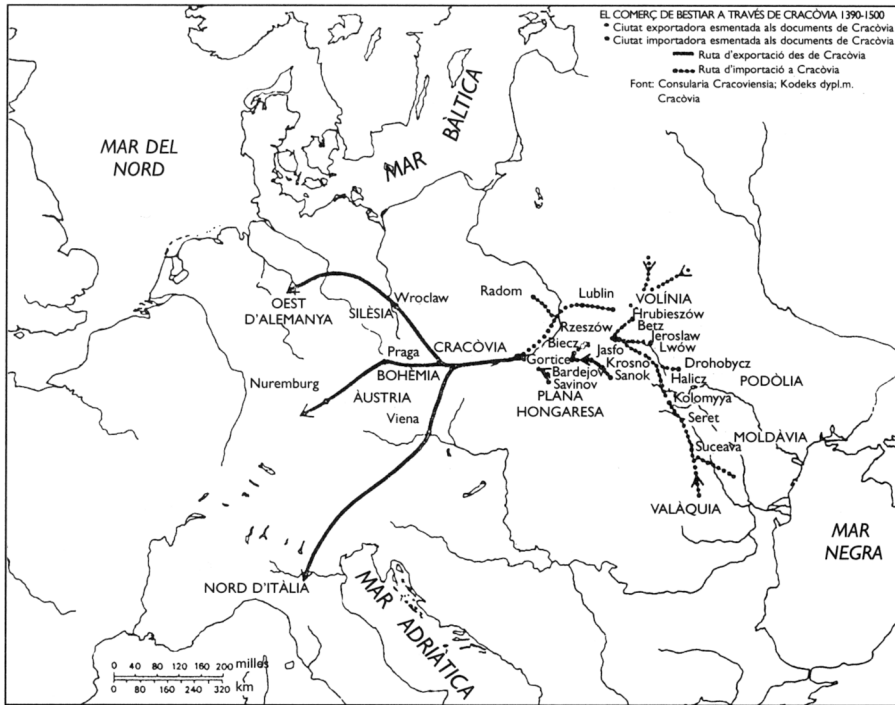 EL COMERÇ DE BESTIAR A TRAVÉS DE CRACÒVIA 1390-1500
Ciutat exportadora esmentada als documents de Cracòvia
Ciutat importadora esmentada als documents de Cracòvia
Ruta d'exportació des de Cracòvia
Ruta d'importació a Cracòvia
Font: Consularia Cracoviensia; Kodeks dypl.m.
Cracòvia
MAR DEL
NORD
MAR
BÀLTICA
OEST
D'ALEMANYA
SILÈSIA
Wroclaw
Radom
Lublin
VOLÍNIA
Hrubieszów
Betz
Jeroslaw
Lwów
Rzeszów
Biecz
Jasfo
Krosno
Sanok
Gortice
Bardejov
Savinov
Drohobycz
Halicz
Kolomyya
Seret
Suceava
PODÒLIA
MOLDÀVIA
VALÀQUIA
PLANA
HONGARESA
CRACÒVIA
Praga
BOHÈMIA
Nuremburg
ÀUSTRIA
Viena
NORD D'ITÀLIA
MAR
ADRIÀTICA
MAR
NEGRA
0 40 80 120 160 200 milles
0 80 160 240 320 km